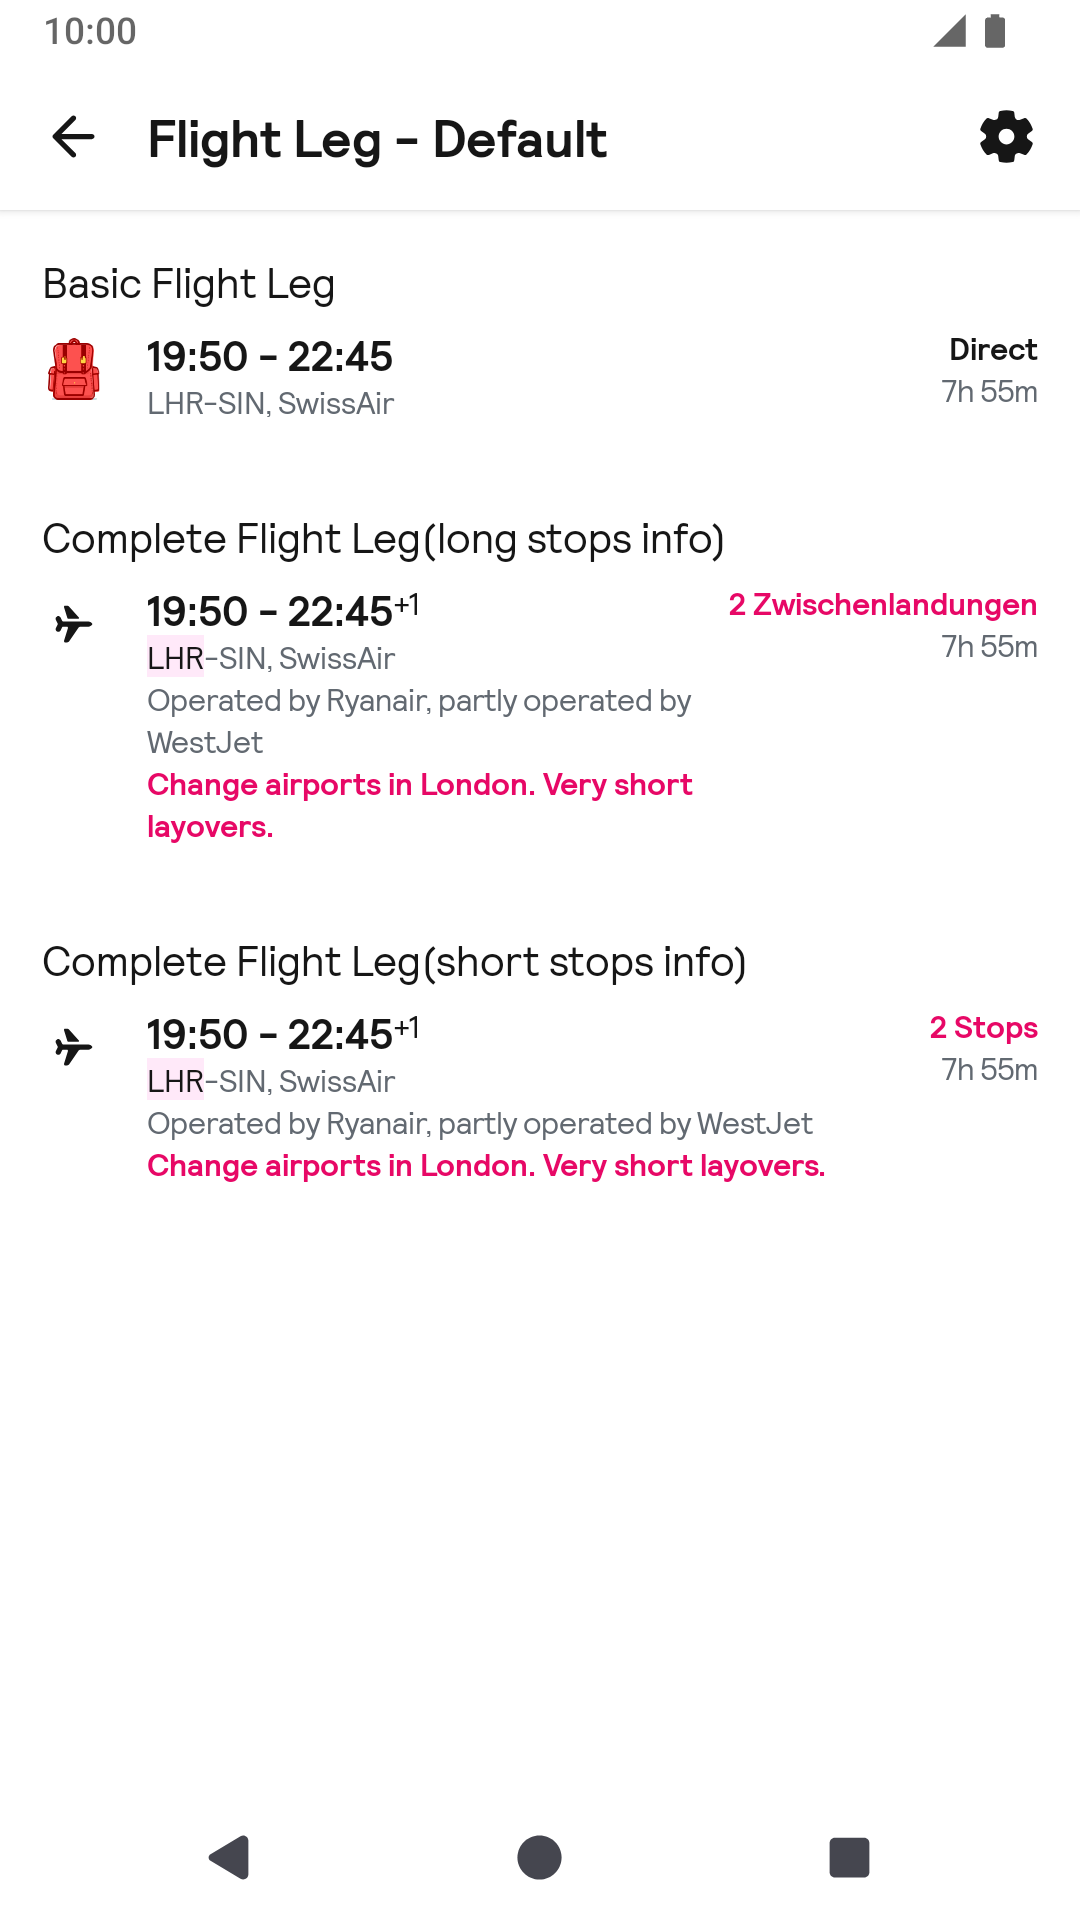 10:00
Flight Leg – Default
Basic Flight Leg
19:50 – 22:45
Direct
LHR–SIN, SwissAir
7h 55m
Complete Flight Leg(long stops info)
19:50 – 22:45+1
2 Zwischenlandungen
LHR–SIN, SwissAir
7h 55m
Operated by Ryanair, partly operated by
WestJet
Change airports in London. Very short
layovers.
Complete Flight Leg(short stops info)
19:50 – 22:45+1
2 Stops
LHR–SIN, SwissAir
7h 55m
Operated by Ryanair, partly operated by WestJet
Change airports in London. Very short layovers.